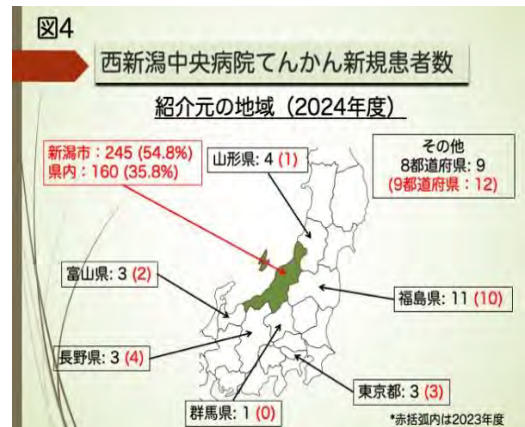 図4
西新潟中央病院てんかん新規患者数
紹介元の地域（2024年度）
新潟市：245 (54.8%)
県内：160 (35.8%)
山形県: 4 (1)
その他
8都道府県: 9
(9都道府県：12)
富山県: 3 (2)
福島県: 11 (10)
長野県: 3 (4)
東京都: 3 (3)
群馬県: 1 (0)
*赤括弧内は2023年度